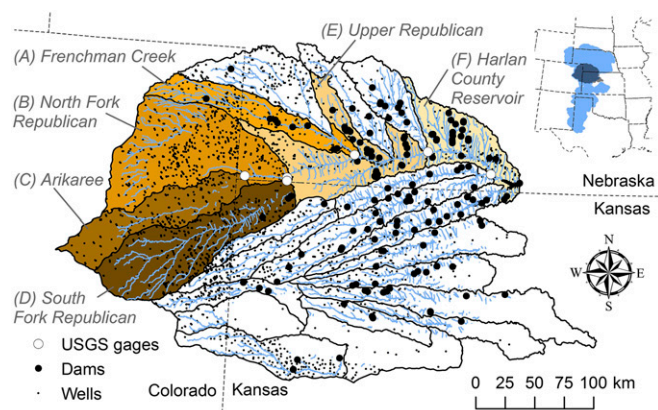 (A) Frenchman Creek
(B) North Fork
Republican
(C) Arikaree
(D) South
Fork Republican
(E) Upper Republican
(F) Harlan
County
Reservoir
Nebraska
Kansas
N
W
E
S
USGS gages
Dams
Wells
Colorado
Kansas
0 25 50 75 100 km